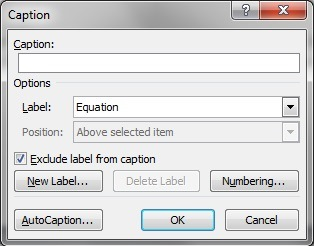 Caption
Caption:
Options
Label: Equation
Position: Above selected item
Exclude label from caption
New Label... Delete Label Numbering...
AutoCaption... OK Cancel